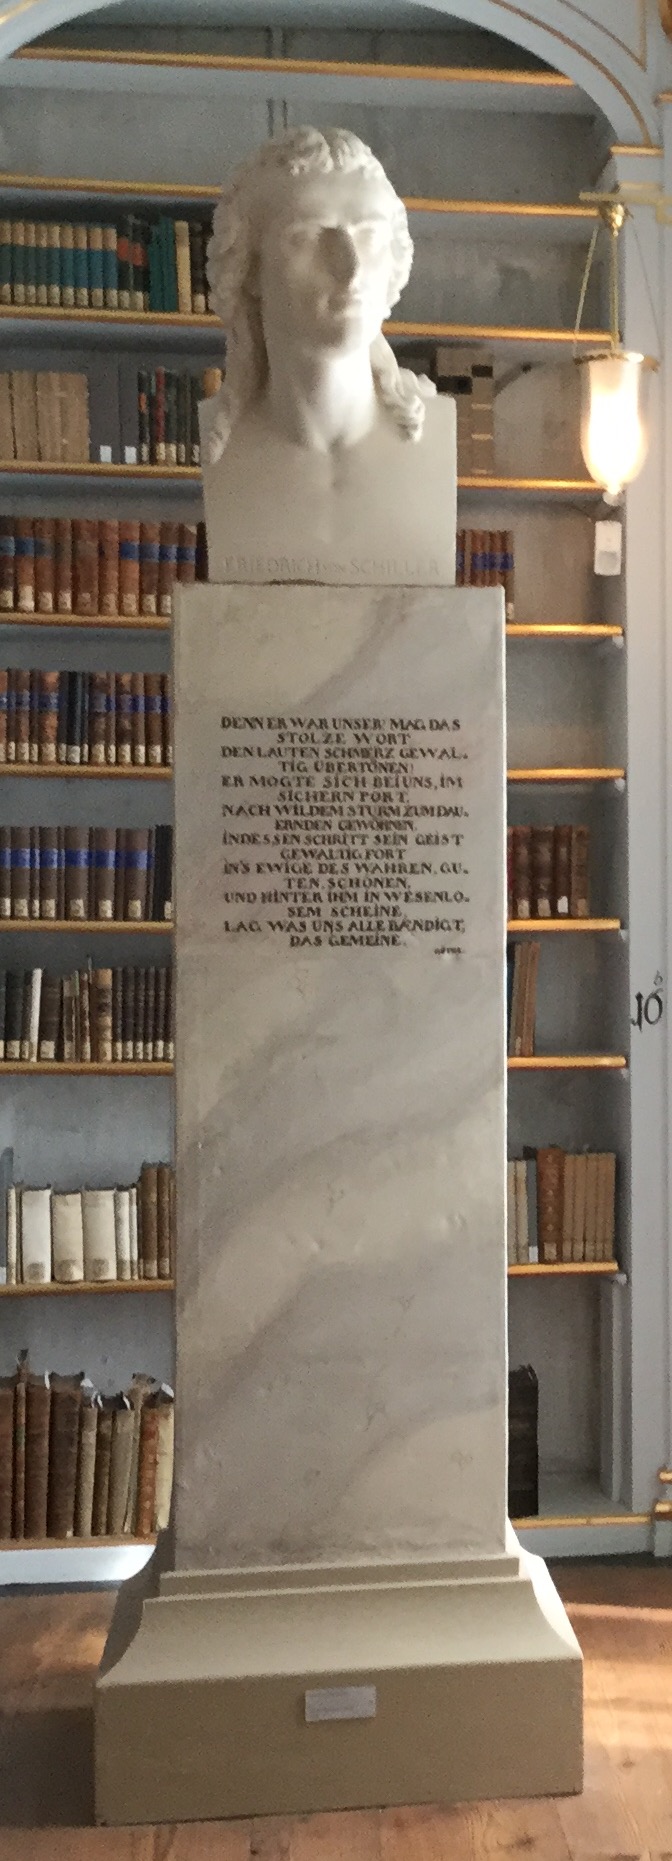 FRIEDRICH von SCHILLER
DENN ER WAR UNSER! MAG DAS
STOLZE WORT
DEN LAUTEN SCHMERZ GEWAL=
TIG ÜBERTÖNEN!
ER MOGTE SICH BEI UNS, IM
SICHERN PORT,
NACH WILDEM STURM ZUM DAU=
ERNDEN GEWÖHNEN.
INDESSEN SCHRITT SEIN GEIST
GEWALTIG FORT
IN'S EWIGE DES WAHREN, GU=
TEN, SCHÖNEN,
UND HINTER IHM IN WESENLO=
SEM SCHEINE,
LAG, WAS UNS ALLE BÆNDIGT,
DAS GEMEINE.
10